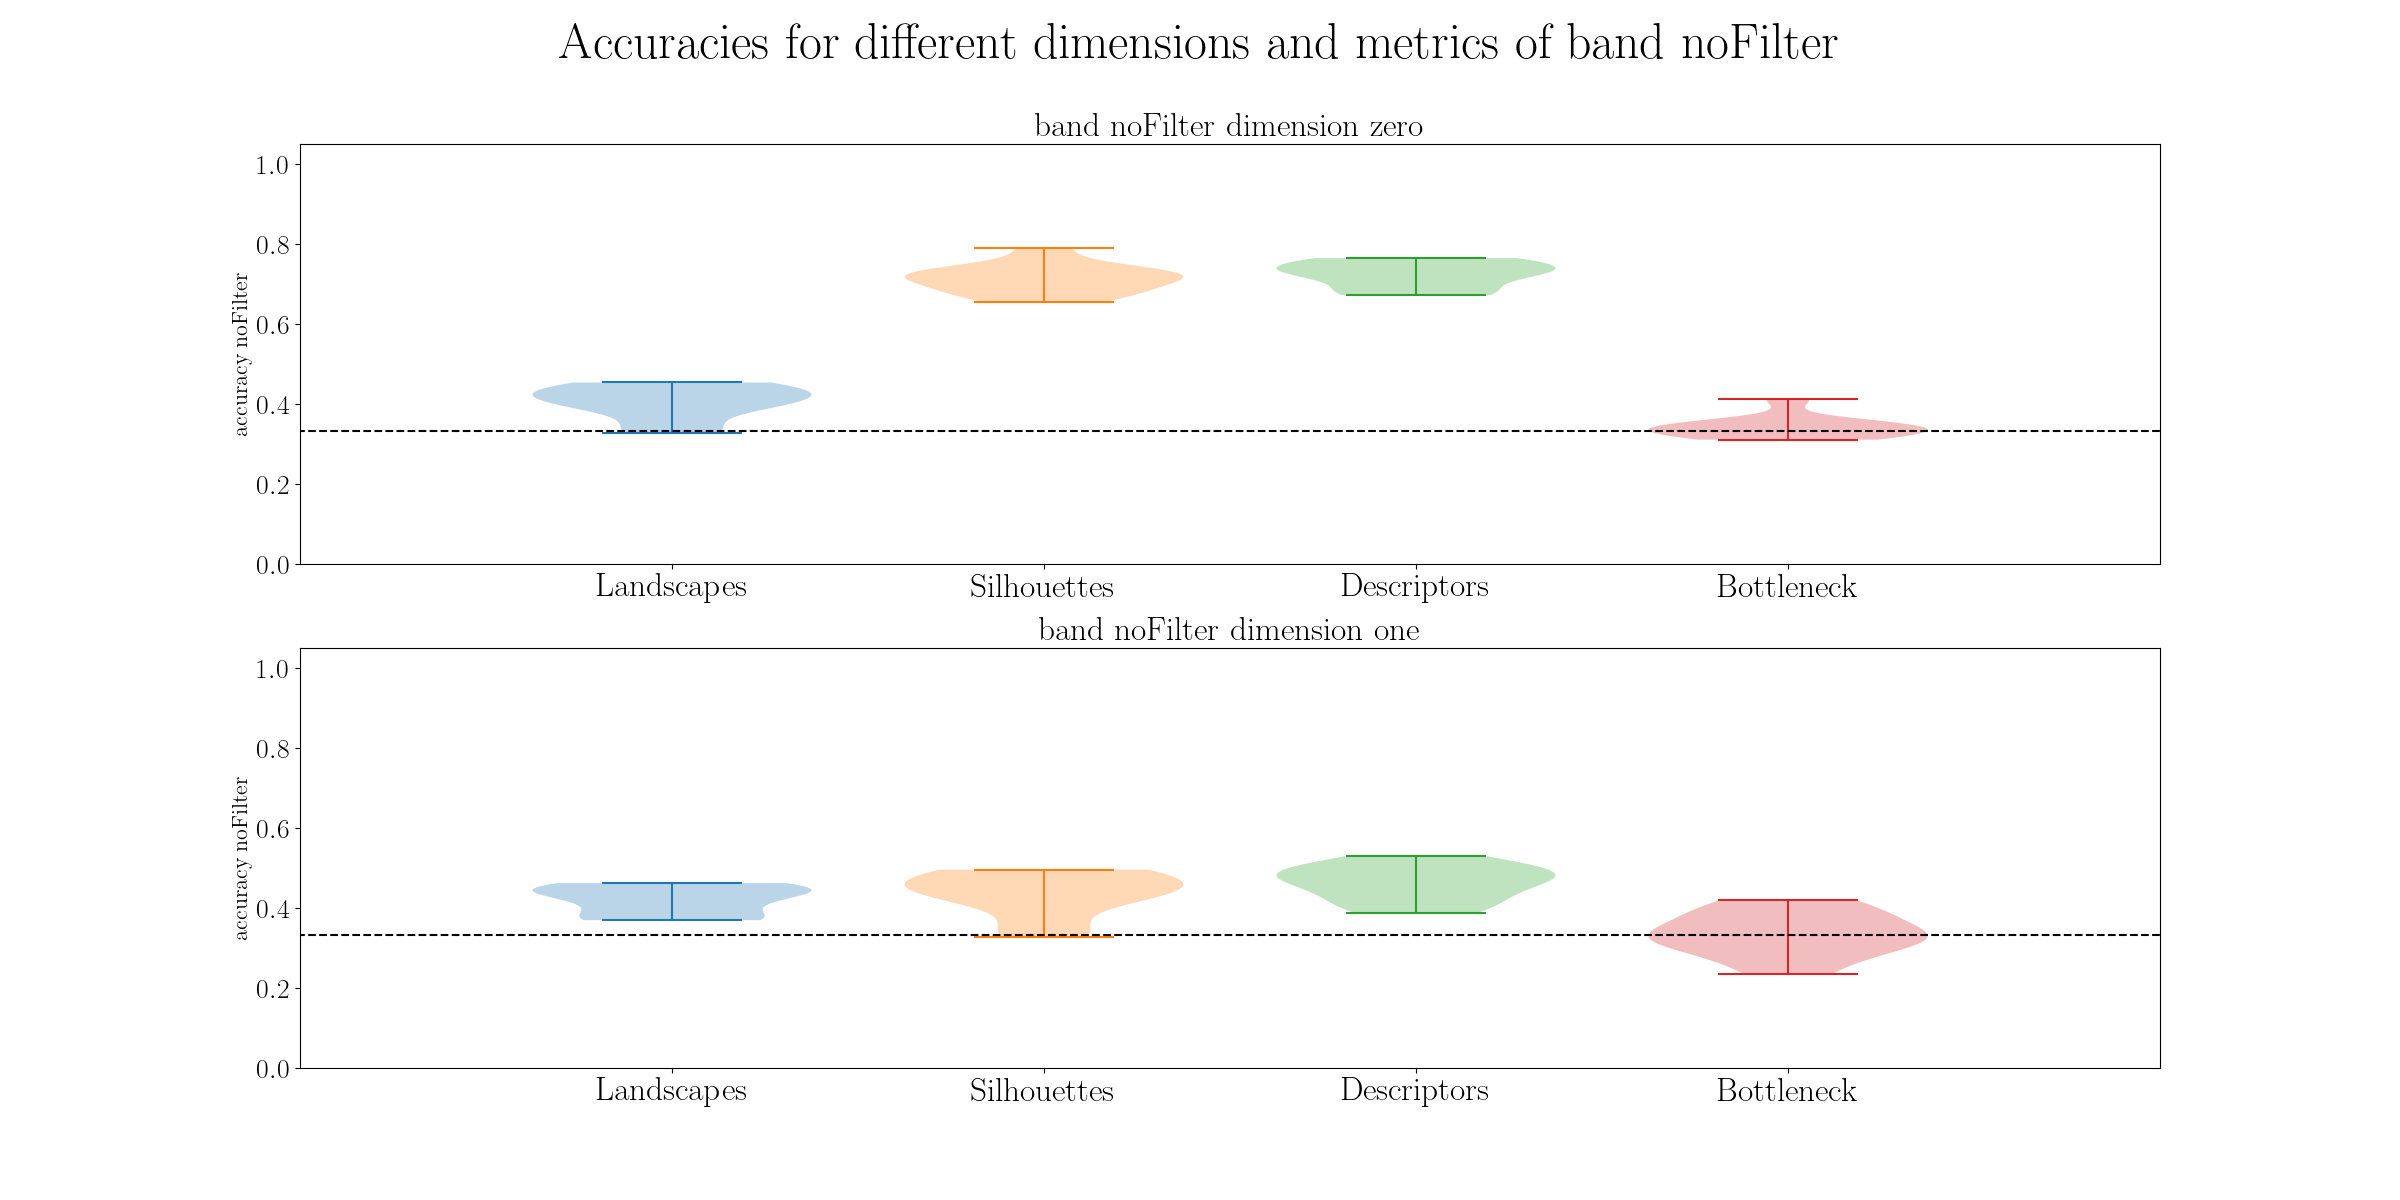 Accuracies for different dimensions and metrics of band noFilter
band noFilter dimension zero
accuracy noFilter
1.0
0.8
0.6
0.4
0.2
0.0
Landscapes Silhouettes Descriptors Bottleneck
band noFilter dimension one
accuracy noFilter
1.0
0.8
0.6
0.4
0.2
0.0
Landscapes Silhouettes Descriptors Bottleneck